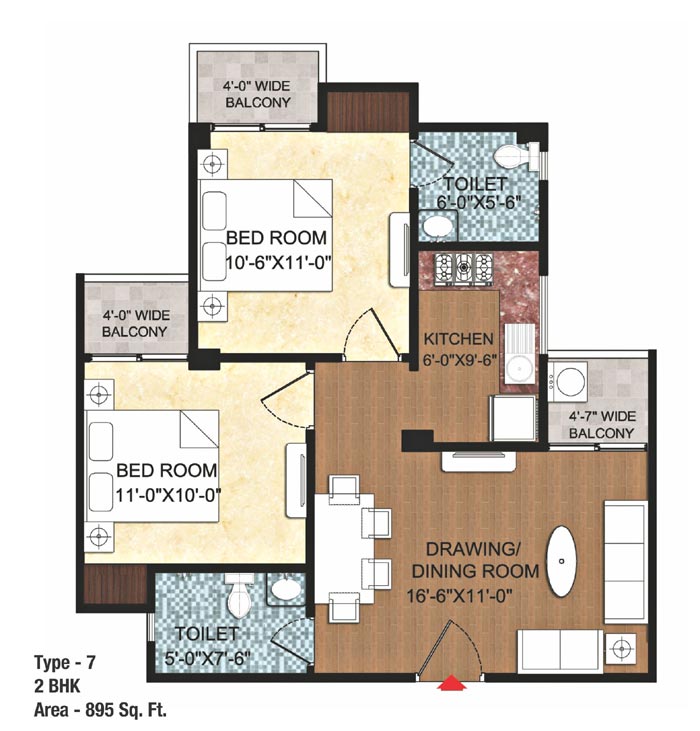 4'-0" WIDE
BALCONY
TOILET
6'-0"X5'-6"
BED ROOM
10'-6"X11'-0"
4'-0" WIDE
BALCONY
KITCHEN
6'-0"X9'-6"
4'-7" WIDE
BALCONY
BED ROOM
11'-0"X10'-0"
DRAWING/
DINING ROOM
16'-6"X11'-0"
TOILET
5'-0"X7'-6"
Type - 7
2 BHK
Area - 895 Sq. Ft.